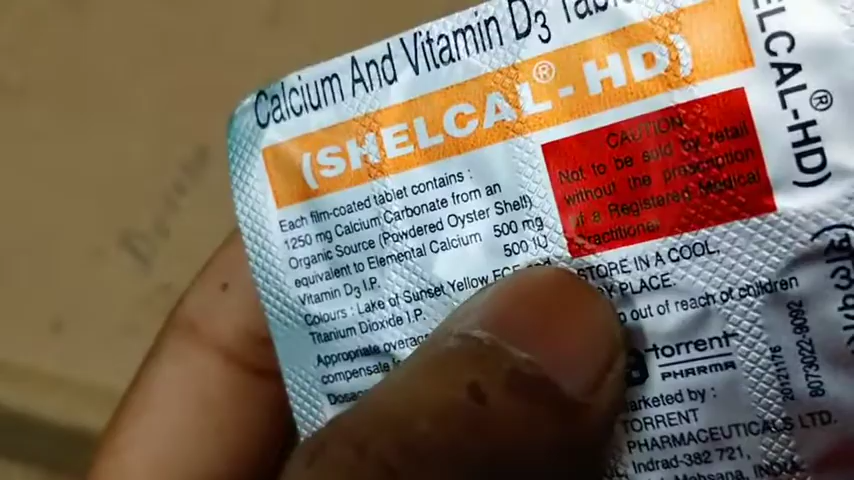 Calcium And Vitamin D3
(SHELCAL® - HD)
Each film-coated tablet contains :
1250 mg Calcium Carbonate from an
Organic Source (Powdered Oyster Shell)
equivalent to Elemental Calcium 500 mg
Vitamin D3 I.P. 500 IU
Colours : Lake of Sunset Yellow FCF and
Titanium Dioxide I.P.
Appropriate
compensate
CAUTION
Not to be sold by retail
without the prescription
of a Registered Medical
Practitioner.
STORE IN A COOL,
PLACE.
out of reach of children
torrent
PHARMA
Marketed by :
TORRENT
PHARMACEUTICALS LTD.
Indrad-382 721,
Mehsana, INDIA
SHELCAL®-HD)
8073022-9092